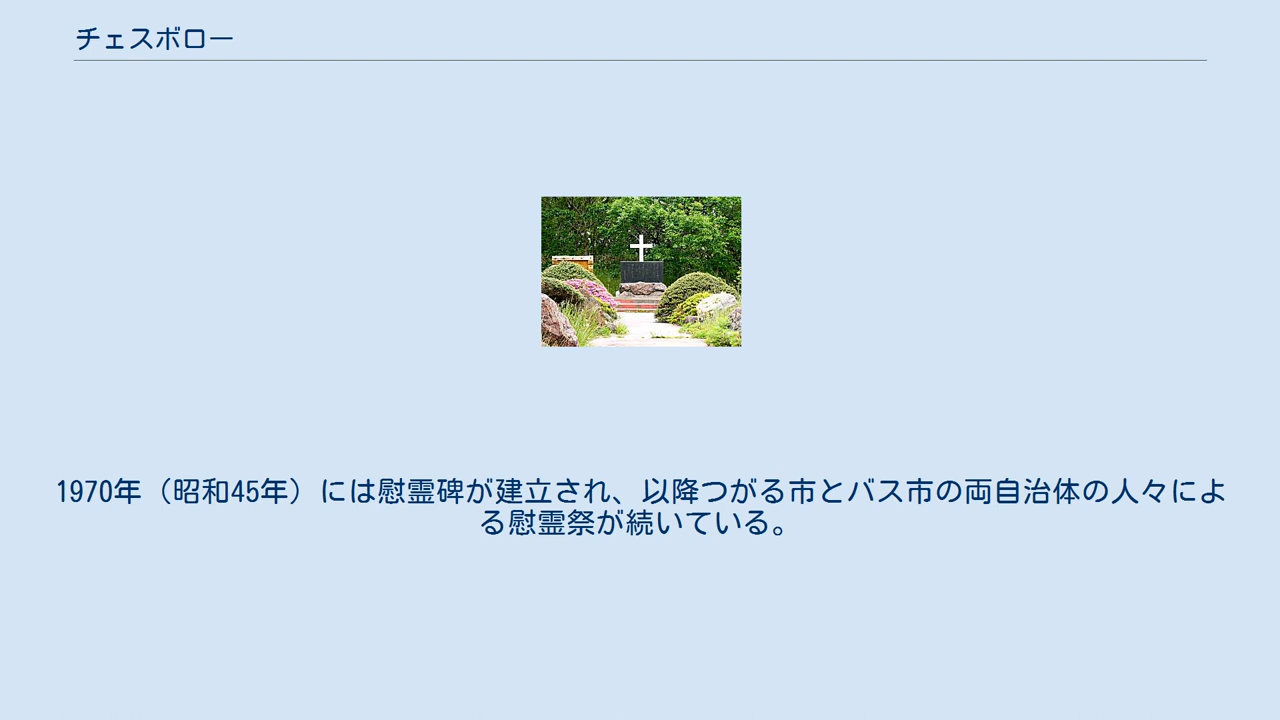 チェスボロー
1970年（昭和45年）には慰霊碑が建立され、以降つがる市とバス市の両自治体の人々によ
る慰霊祭が続いている。